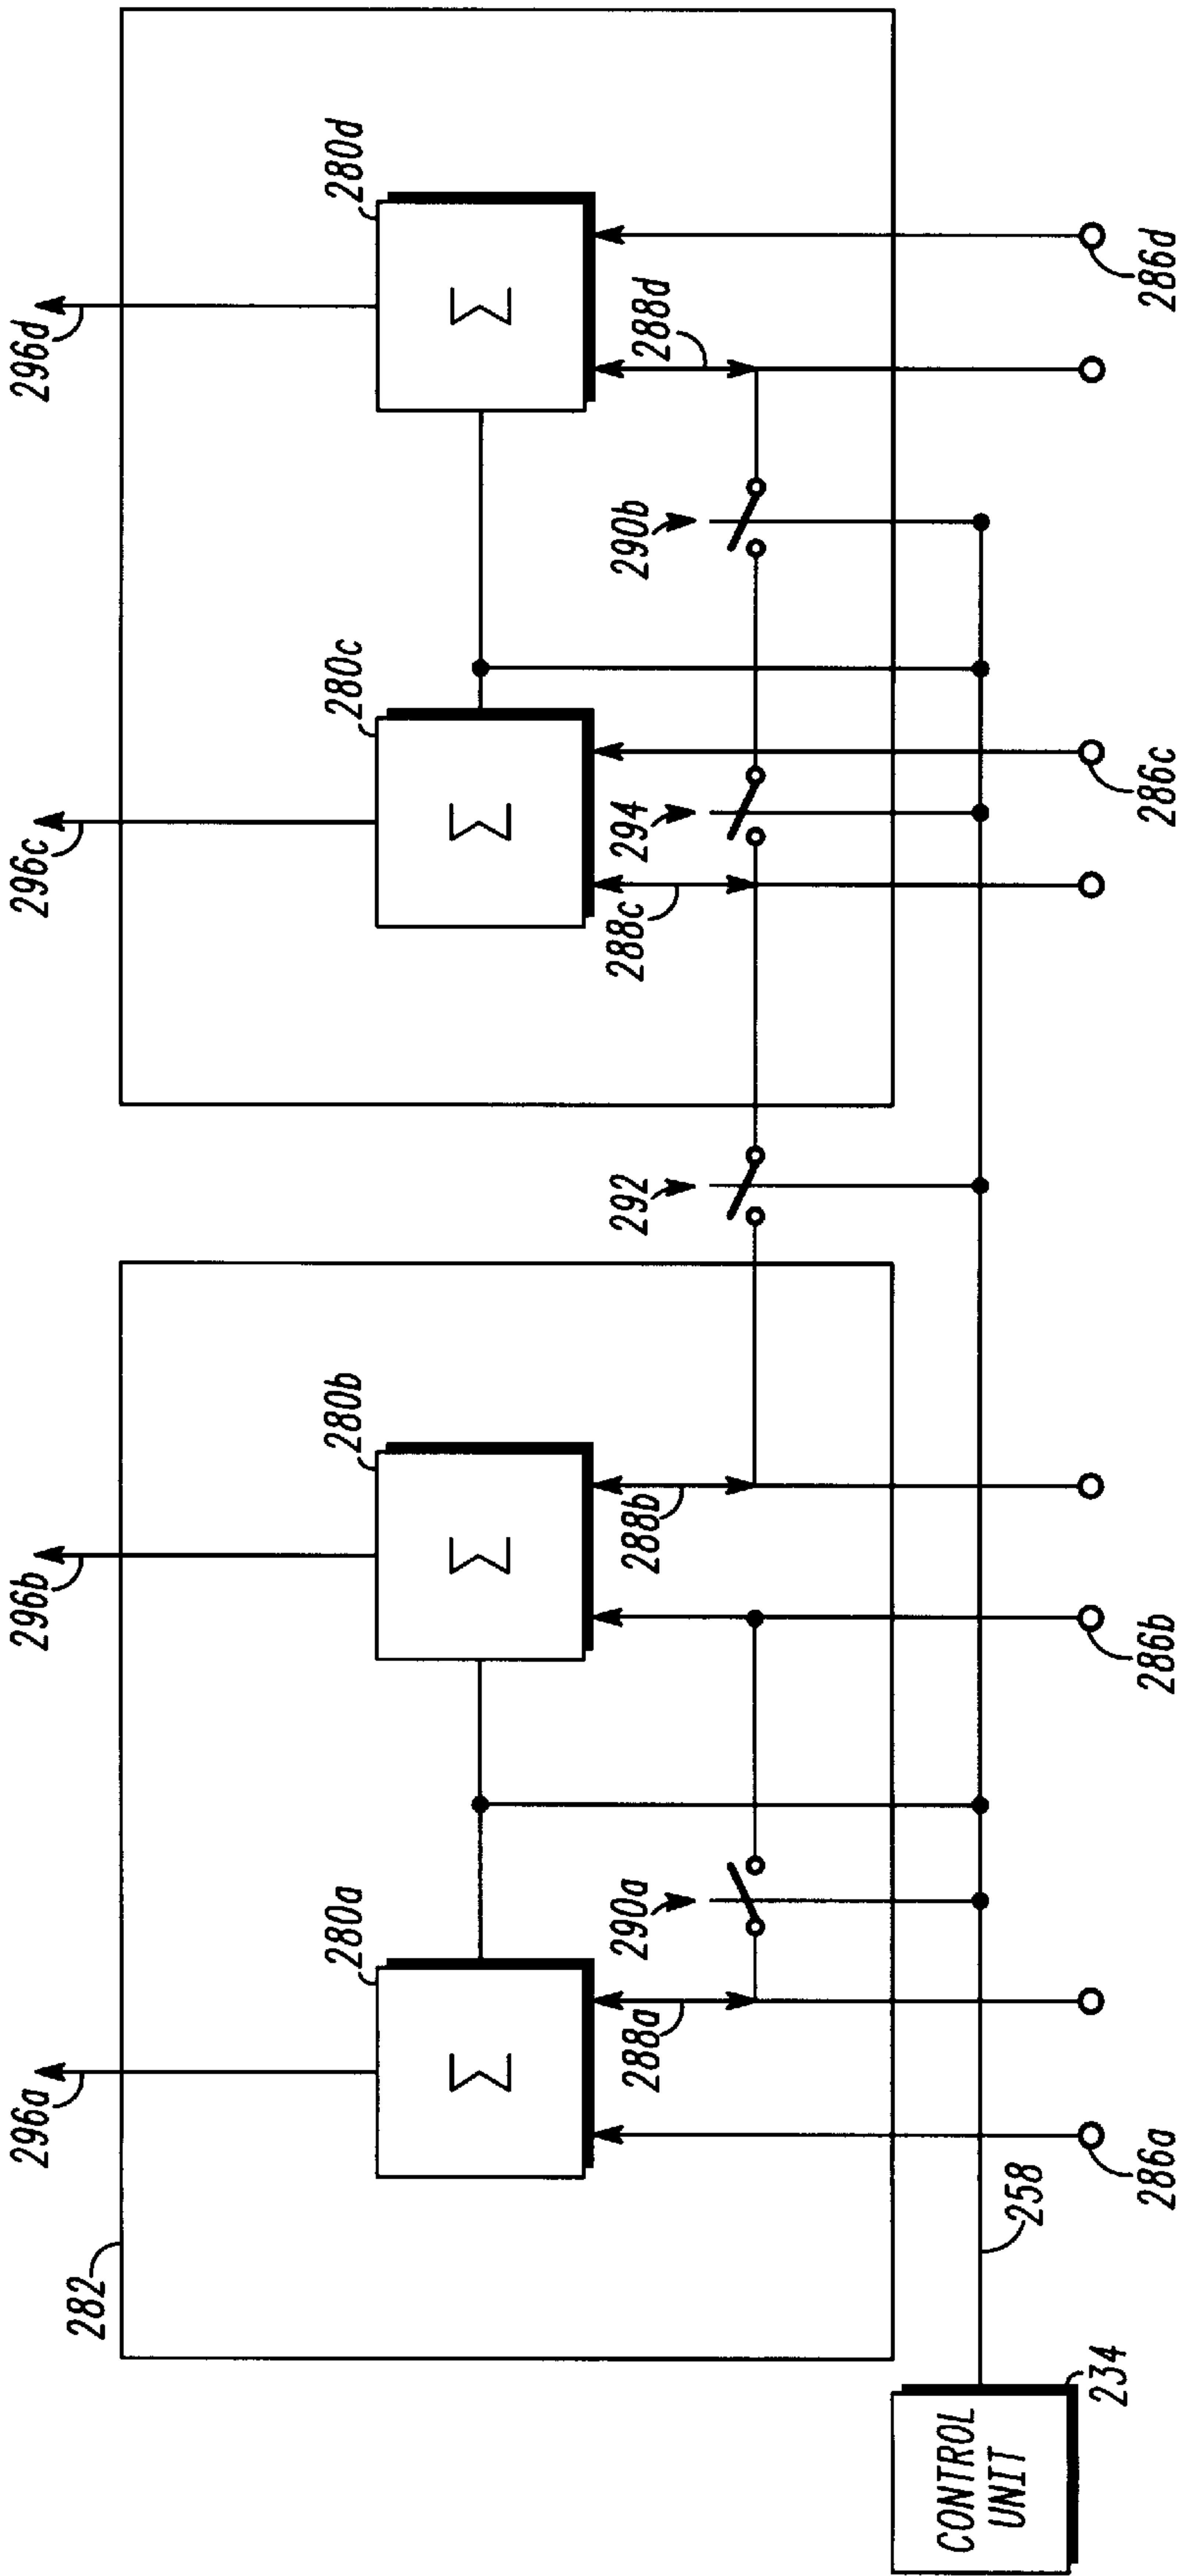 296a
296b
296c
296d
282
280a
280b
280c
280d
Σ
Σ
Σ
Σ
288a
290a
288b
292
288c
294
290b
288d
CONTROL
UNIT
234
258
286a
286b
286c
286d